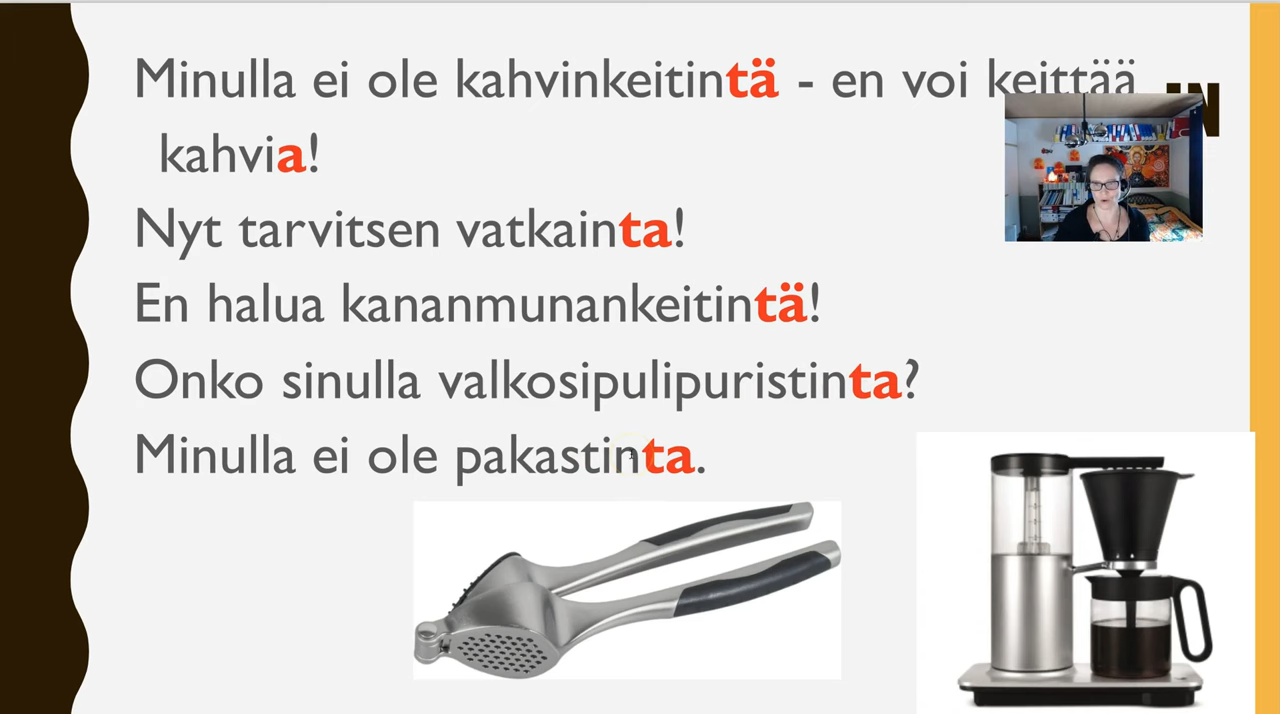 Minulla ei ole kahvinkeitintä - en voi keittää
kahvia!
Nyt tarvitsen vatkainta!
En halua kananmunankeitintä!
Onko sinulla valkosipulipuristinta?
Minulla ei ole pakastinta.